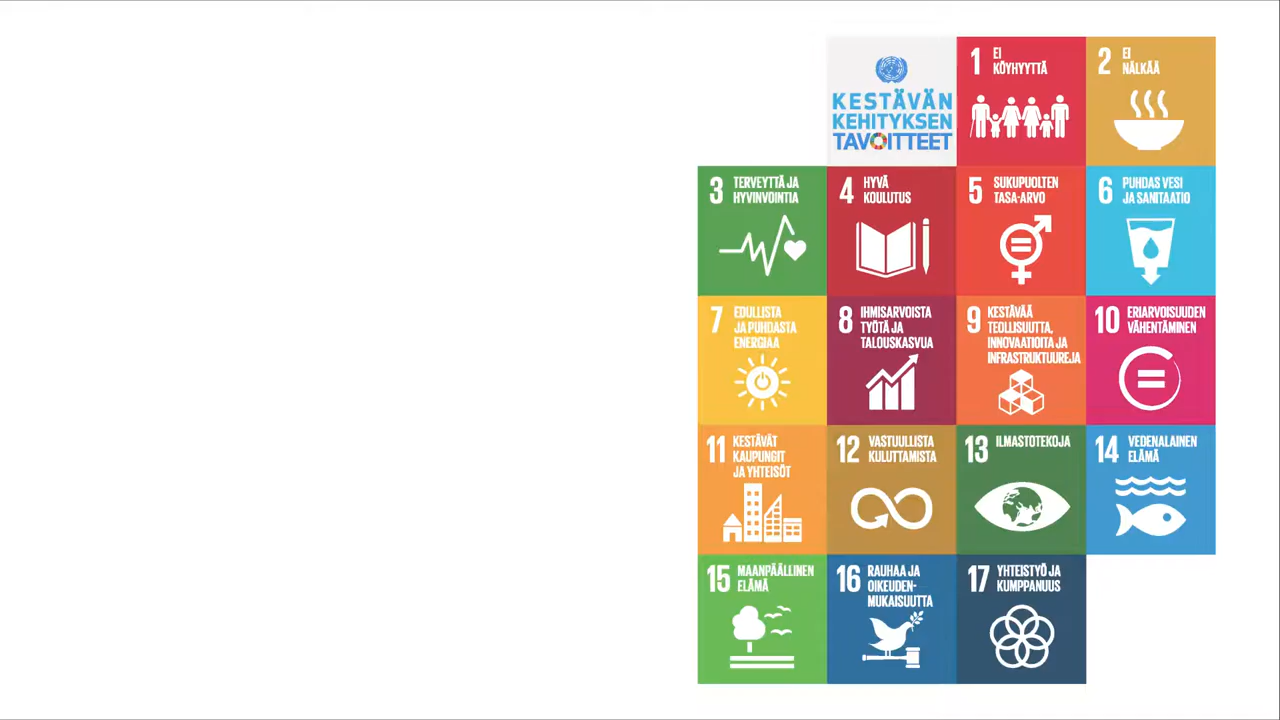 KESTÄVÄN
KEHITYKSEN
TAVOITTEET
1 EI
KÖYHYYTTÄ
2 EI
NÄLKÄÄ
3 TERVEYTTÄ JA
HYVINVOINTIA
4 HYVÄ
KOULUTUS
5 SUKUPUOLTEN
TASA-ARVO
6 PUHDAS VESI
JA SANITAATIO
7 EDULLISTA
JA PUHDASTA
ENERGIAA
8 IHMISARVOISTA
TYÖTÄ JA
TALOUSKASVUA
9 KESTÄVÄÄ
TEOLLISUUTTA,
INNOVAATIOITA JA
INFRASTRUKTUUREJA
10 ERIARVOISUUDEN
VÄHENTÄMINEN
11 KESTÄVÄT
KAUPUNGIT
JA YHTEISÖT
12 VASTUULLISTA
KULUTTAMISTA
13 ILMASTOTEKOJA
14 VEDENALAINEN
ELÄMÄ
15 MAANPÄÄLLINEN
ELÄMÄ
16 RAUHAA JA
OIKEUDEN-
MUKAISUUTTA
17 YHTEISTYÖ JA
KUMPPANUUS